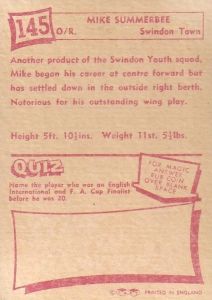 145
O/R.
MIKE SUMMERBEE
Swindon Town
Another product of the Swindon Youth squad,
Mike began his career at centre forward but
has settled down in the outside right berth.
Notorious for his outstanding wing play.
Height 5ft. 10½ins. Weight 11st. 5½lbs.
QUIZ
Name the player who was an English
International and F. A. Cup Finalist
before he was 20.
FOR MAGIC
ANSWER
RUB COIN
OVER BLANK
SPACE
PRINTED IN ENGLAND